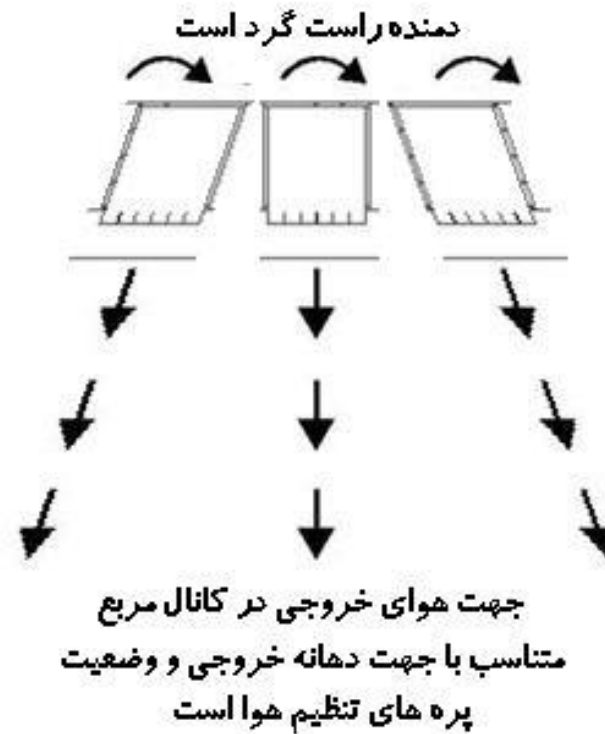 دمنده راست گرد است
جهت هوای خروجی در کانال مربع
متناسب با جهت دهانه خروجی و وضعیت
پره های تنظیم هوا است